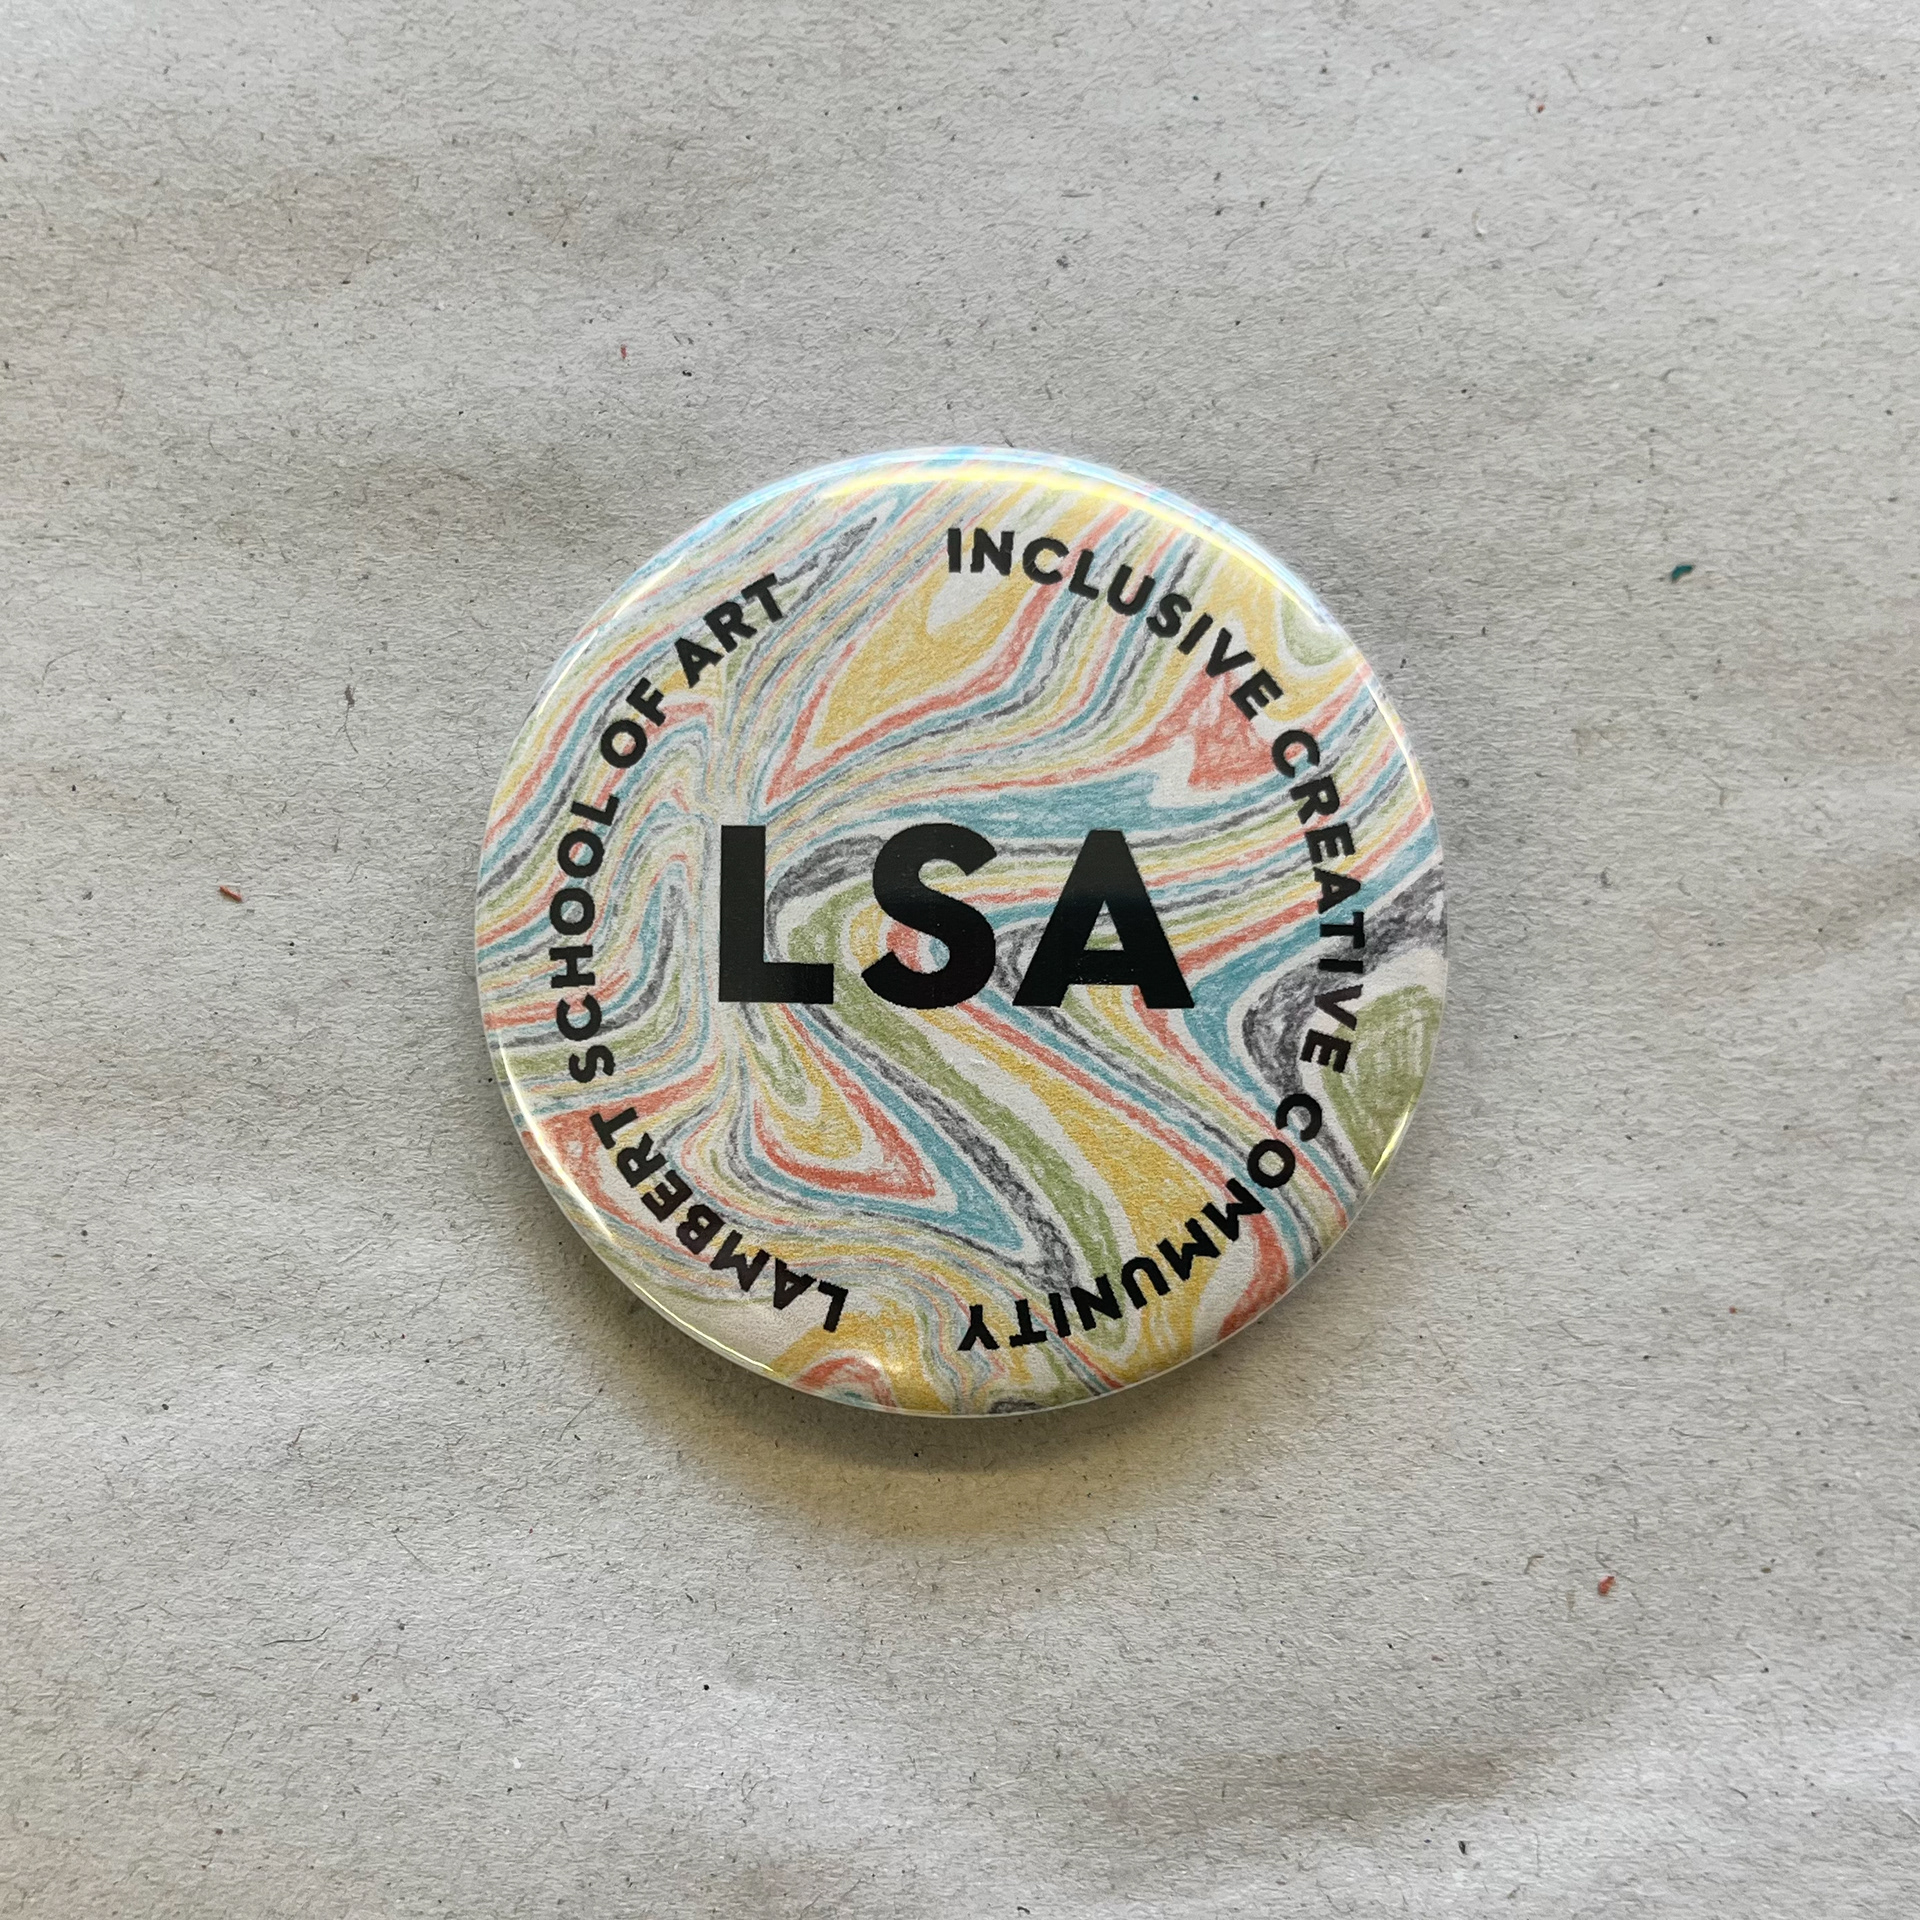 LAMBERT SCHOOL OF ART
INCLUSIVE CREATIVE COMMUNITY
LSA